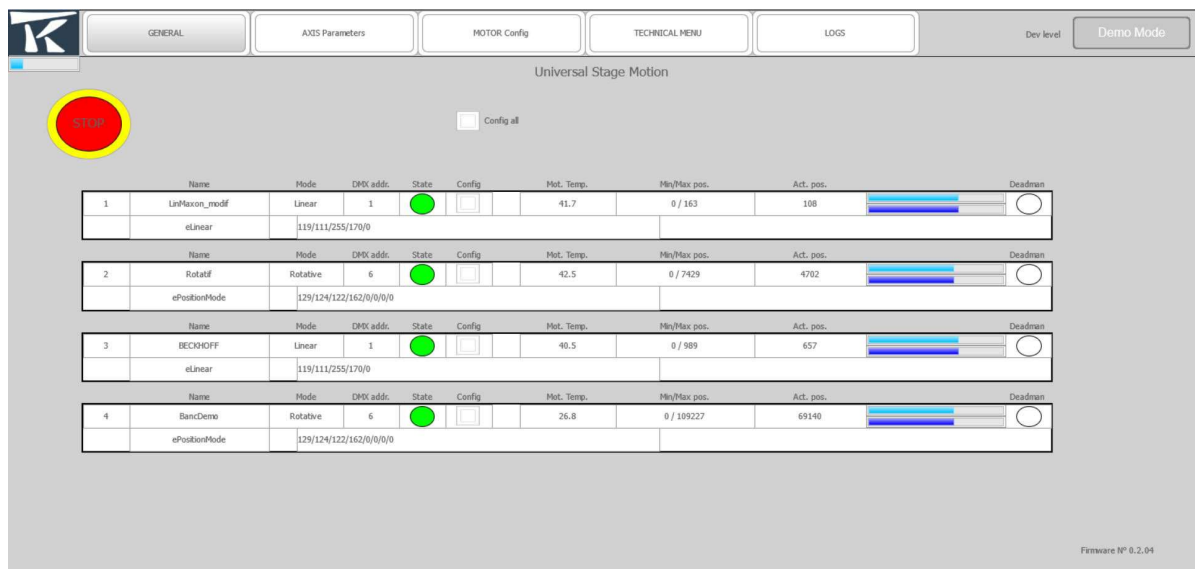 GENERAL AXIS Parameters MOTOR Config TECHNICAL MENU LOGS Dev level Demo Mode
Universal Stage Motion
STOP
Config all
Name Mode DMX addr. State Config Mot. Temp. Min/Max pos. Act. pos. Deadman
1 LinMaxon_modif Linear 1 41.7 0 / 163 108
eLinear 119/111/255/170/0
Name Mode DMX addr. State Config Mot. Temp. Min/Max pos. Act. pos. Deadman
2 Rotatif Rotative 6 42.5 0 / 7429 4702
ePositionMode 129/124/122/162/0/0/0/0
Name Mode DMX addr. State Config Mot. Temp. Min/Max pos. Act. pos. Deadman
3 BECKHOFF Linear 1 40.5 0 / 989 657
eLinear 119/111/255/170/0
Name Mode DMX addr. State Config Mot. Temp. Min/Max pos. Act. pos. Deadman
4 BancDemo Rotative 6 26.8 0 / 109227 69140
ePositionMode 129/124/122/162/0/0/0/0
Firmware N° 0.2.04